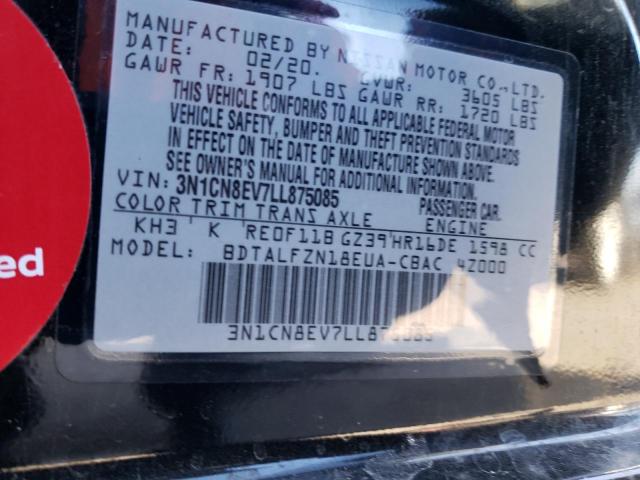 MANUFACTURED BY NISSAN MOTOR CO., LTD.
DATE: 02/20. GVWR: 3605 LBS
GAWR FR: 1907 LBS GAWR RR: 1720 LBS
THIS VEHICLE CONFORMS TO ALL APPLICABLE FEDERAL MOTOR
VEHICLE SAFETY, BUMPER AND THEFT PREVENTION STANDARDS
IN EFFECT ON THE DATE OF MANUFACTURE SHOWN ABOVE.
SEE OWNER'S MANUAL FOR ADDITIONAL INFORMATION.
VIN: 3N1CN8EV7LL875085 PASSENGER CAR.
COLOR TRIM TRANS AXLE ENGINE
KH3 K RE0F11B GZ39 HR16DE 1598 CC
MODEL: BDTALFZN18EUA-CBAC 4Z000
3N1CN8EV7LL875085
ed